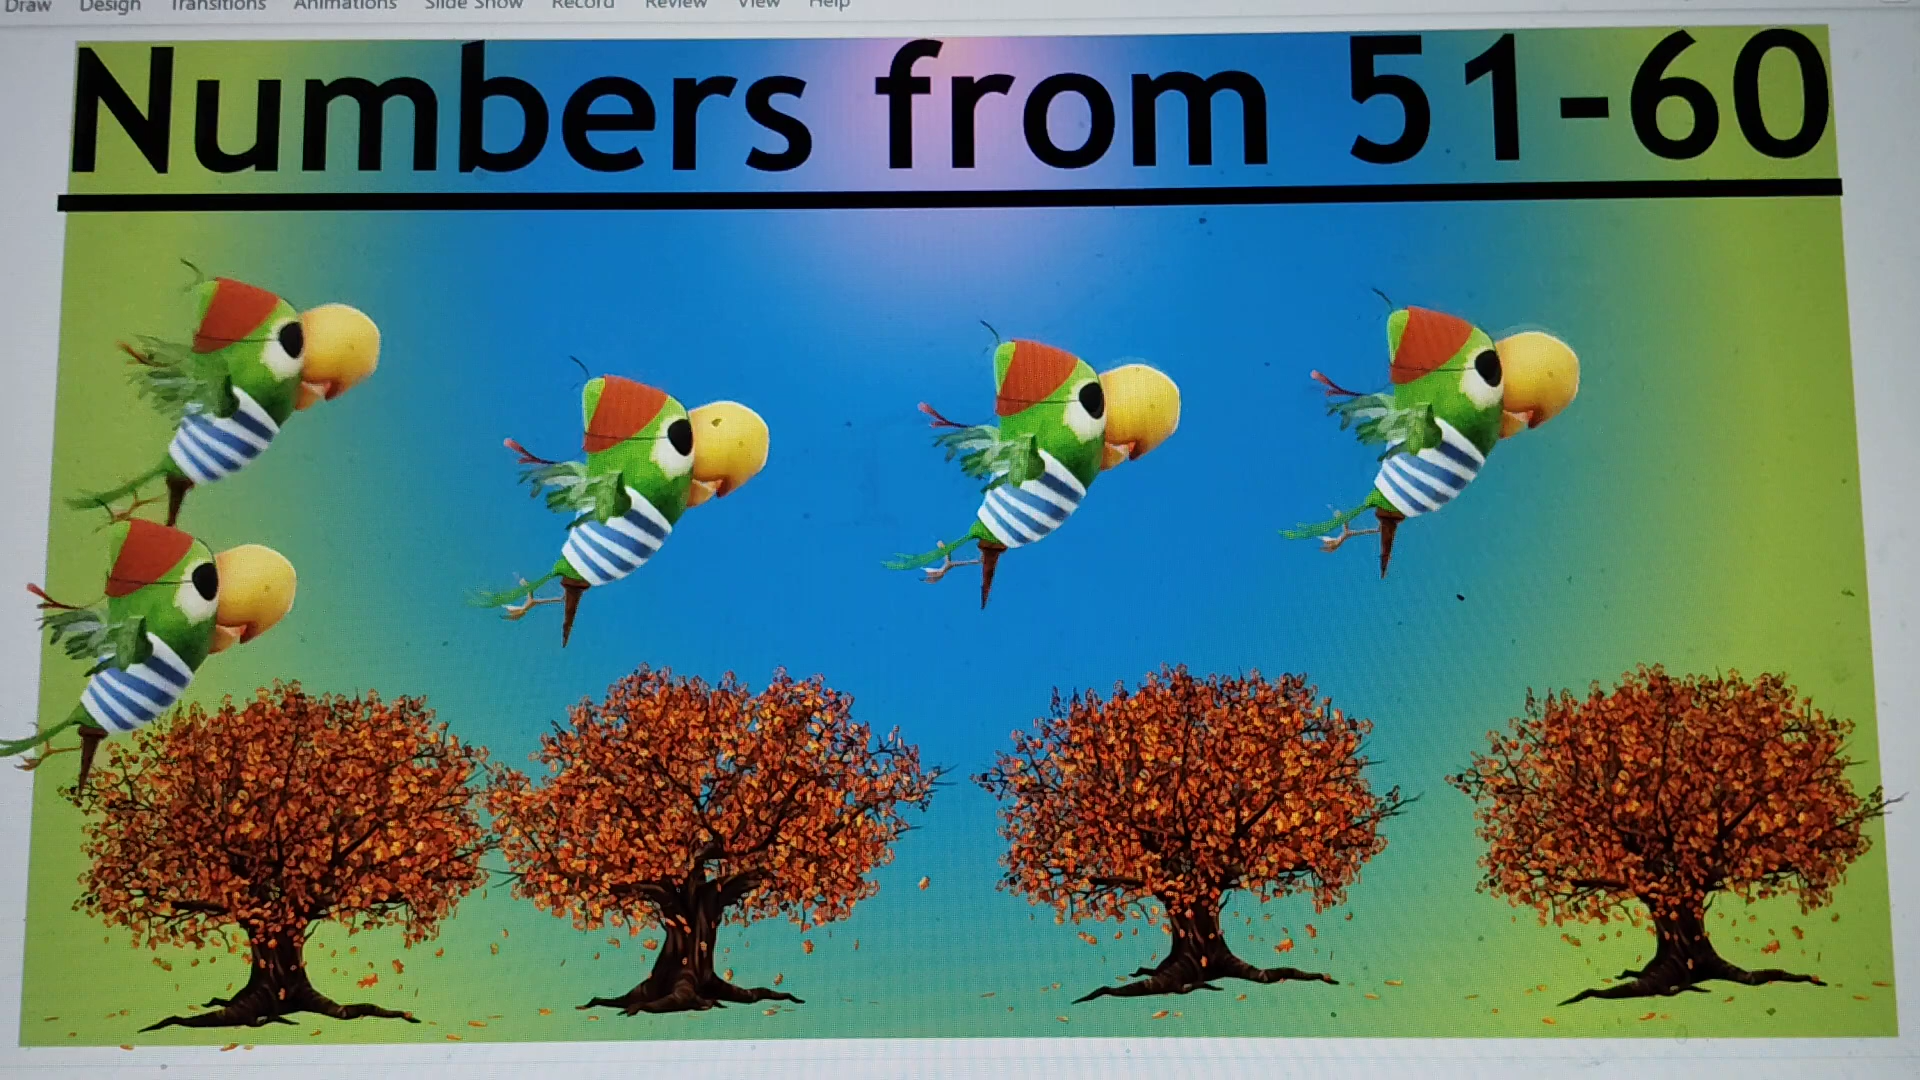 Draw Design Transitions Animations Slide Show Record Review View Help
Numbers from 51-60